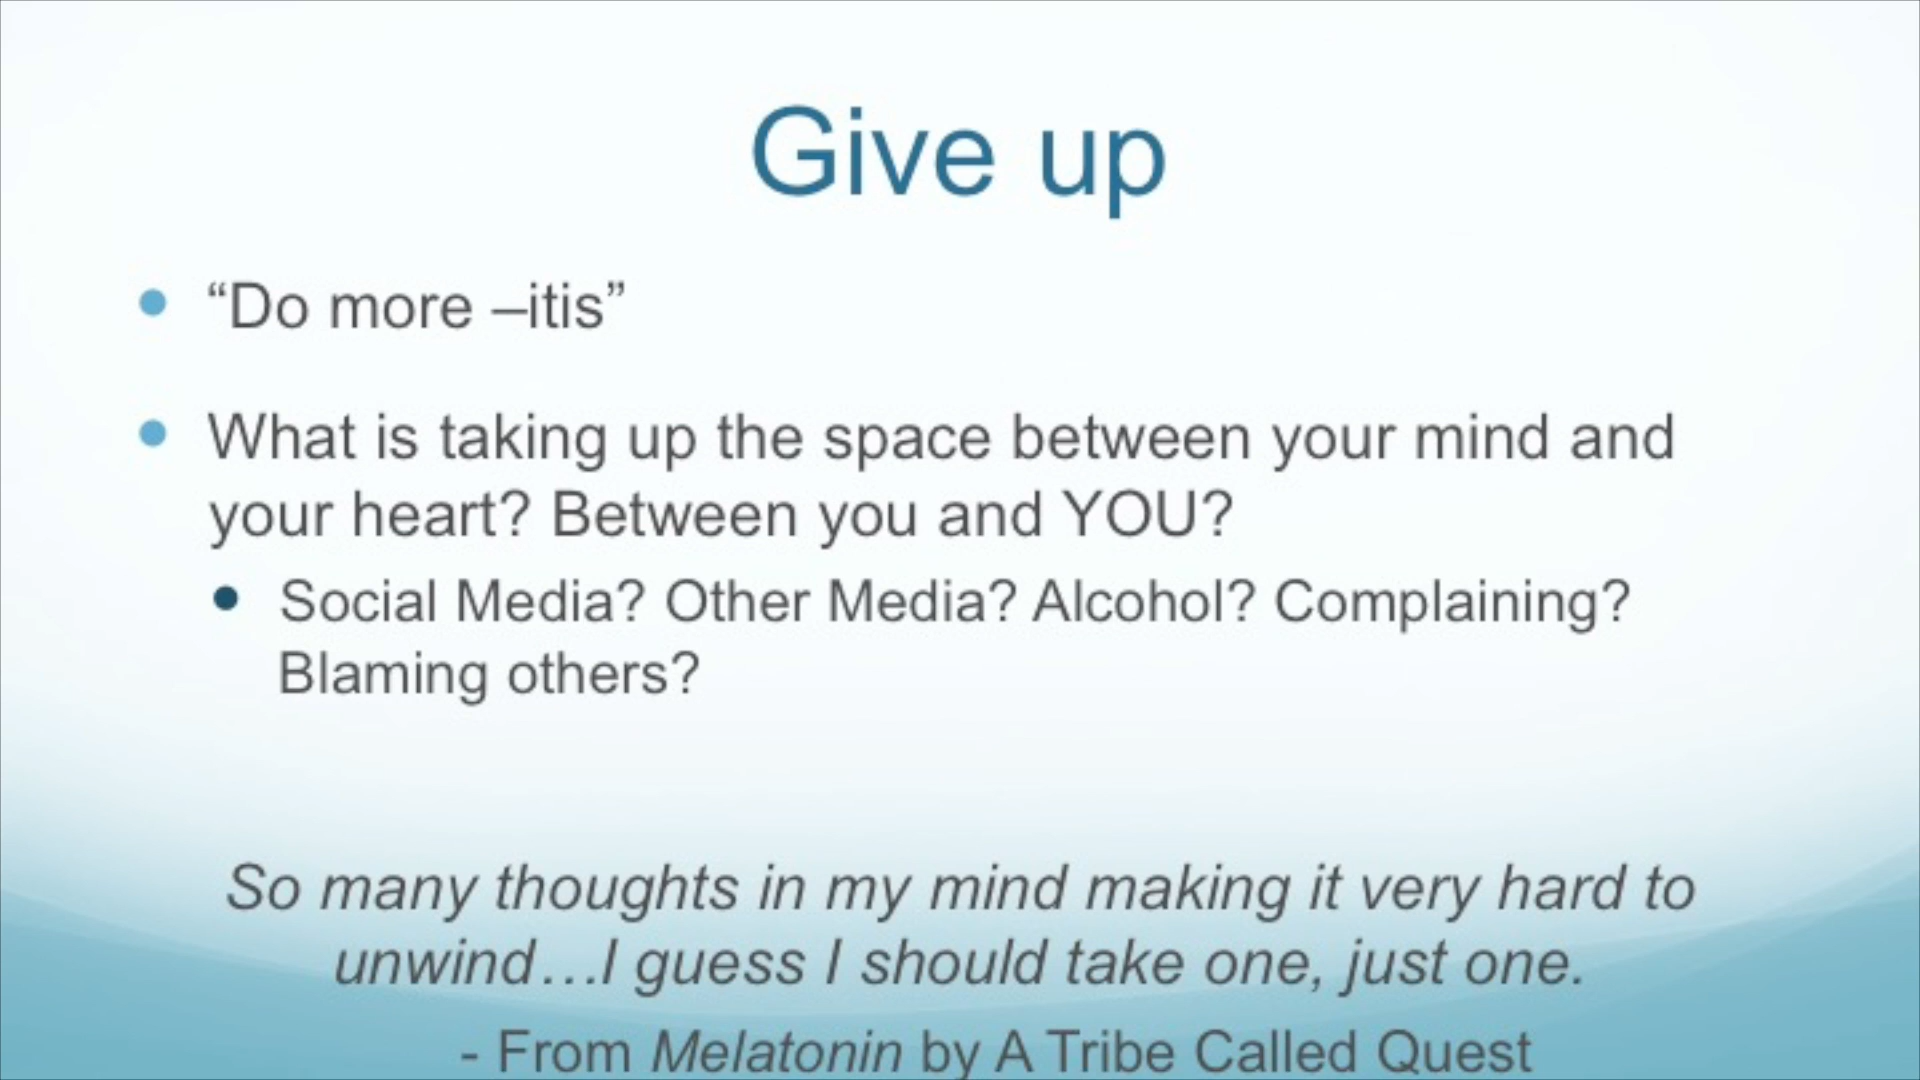 Give up
“Do more –itis”
What is taking up the space between your mind and
your heart? Between you and YOU?
Social Media? Other Media? Alcohol? Complaining?
Blaming others?
So many thoughts in my mind making it very hard to
unwind…I guess I should take one, just one.
- From Melatonin by A Tribe Called Quest